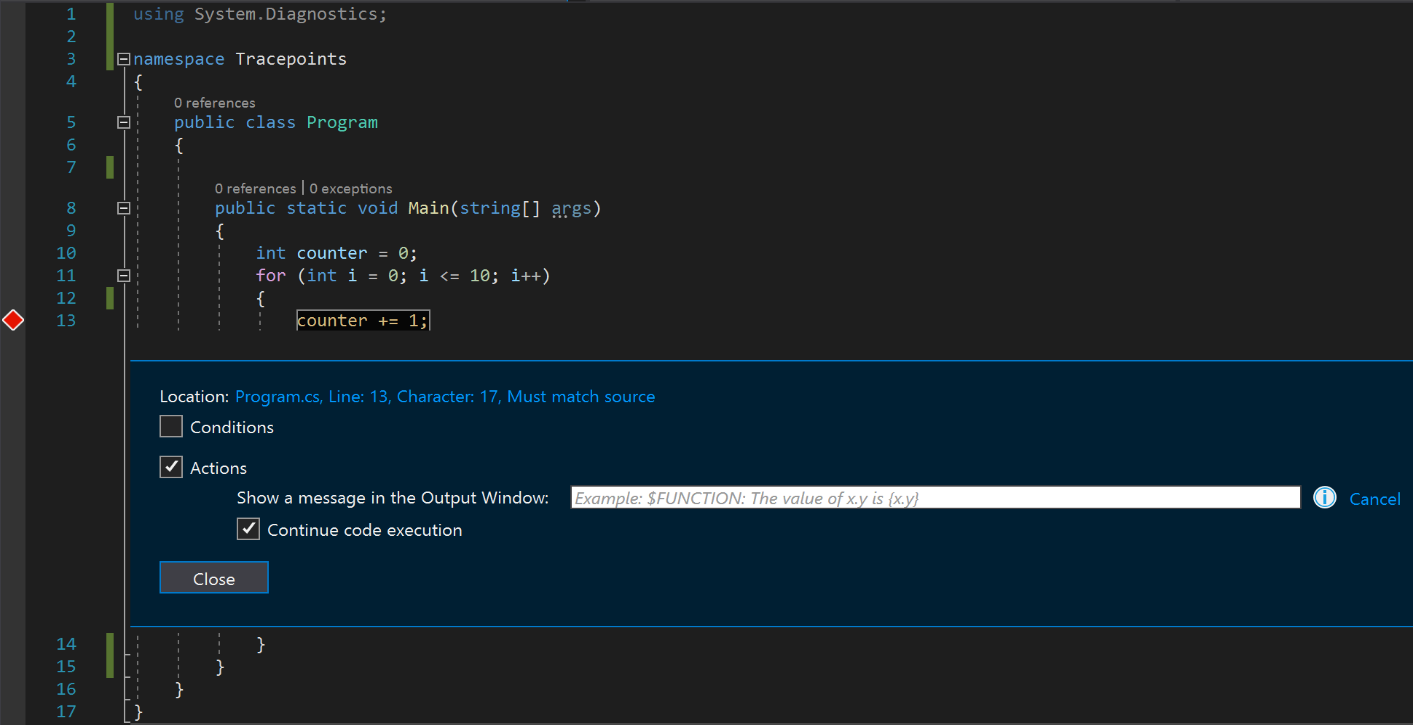 1 using System.Diagnostics;
2
3 namespace Tracepoints
4 {
0 references
5 public class Program
6 {
7
0 references | 0 exceptions
8 public static void Main(string[] args)
9 {
10 int counter = 0;
11 for (int i = 0; i <= 10; i++)
12 {
13 counter += 1;
Location: Program.cs, Line: 13, Character: 17, Must match source
Conditions
Actions
Show a message in the Output Window: Example: $FUNCTION: The value of x.y is {x.y} Cancel
Continue code execution
Close
14 }
15 }
16 }
17 }